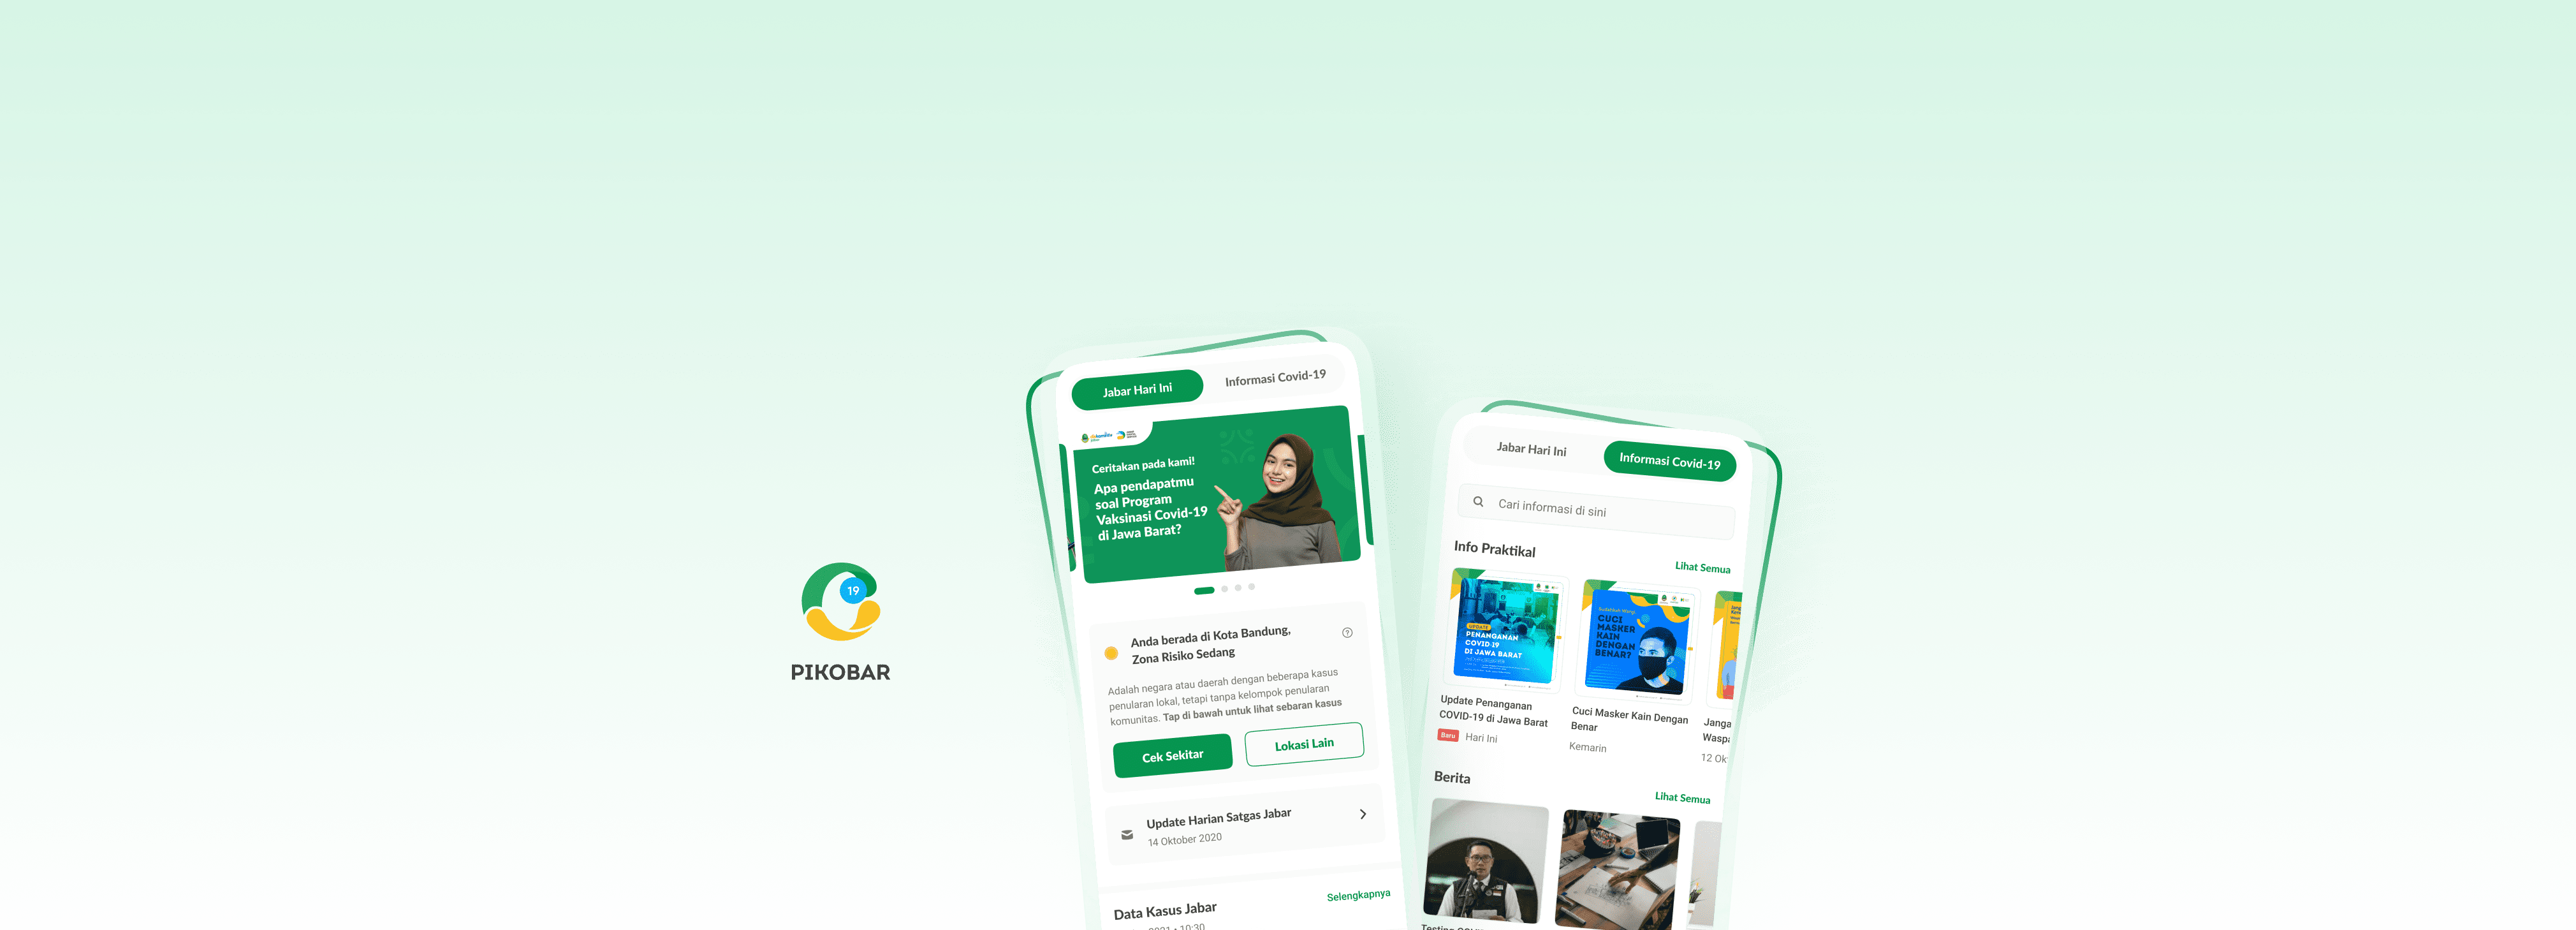 19
PIKOBAR
Jabar Hari Ini
Informasi Covid-19
Ceritakan pada kami!
Apa pendapatmu
soal Program
Vaksinasi Covid-19
di Jawa Barat?
Anda berada di Kota Bandung,
Zona Risiko Sedang
Adalah negara atau daerah dengan beberapa kasus
penularan lokal, tetapi tanpa kelompok penularan
komunitas. Tap di bawah untuk lihat sebaran kasus
Cek Sekitar
Lokasi Lain
Update Harian Satgas Jabar
14 Oktober 2020
Data Kasus Jabar
Selengkapnya
2021 • 10:30
Jabar Hari Ini
Informasi Covid-19
Cari informasi di sini
Info Praktikal
Lihat Semua
UPDATE
PENANGANAN
COVID-19
DI JAWA BARAT
CUCI
MASKER
KAIN
DENGAN
BENAR?
Update Penanganan
COVID-19 di Jawa Barat
Baru
Hari Ini
Cuci Masker Kain Dengan
Benar
Kemarin
Janga
Waspa
12 Ok
Berita
Lihat Semua
Testing